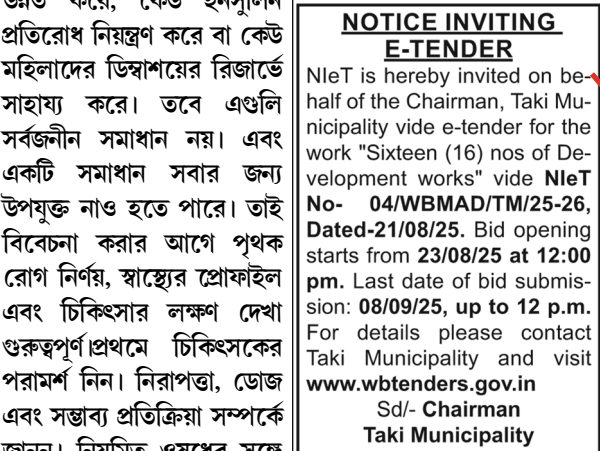 উন্নত করে, কেউ ইনসুলিন
প্রতিরোধ নিয়ন্ত্রণ করে বা কেউ
মহিলাদের ডিম্বাশয়ের রিজার্ভে
সাহায্য করে। তবে এগুলি
সর্বজনীন সমাধান নয়। এবং
একটি সমাধান সবার জন্য
উপযুক্ত নাও হতে পারে। তাই
বিবেচনা করার আগে পৃথক
রোগ নির্ণয়, স্বাস্থ্যের প্রোফাইল
এবং চিকিৎসার লক্ষণ দেখা
গুরুত্বপূর্ণ।প্রথমে চিকিৎসকের
পরামর্শ নিন। নিরাপত্তা, ডোজ
এবং সম্ভাব্য প্রতিক্রিয়া সম্পর্কে
জানুন। নিয়মিত ওষুধের সঙ্গে
NOTICE INVITING
E-TENDER
NIeT is hereby invited on be-
half of the Chairman, Taki Mu-
nicipality vide e-tender for the
work "Sixteen (16) nos of De-
velopment works" vide NIeT
No- 04/WBMAD/TM/25-26,
Dated-21/08/25. Bid opening
starts from 23/08/25 at 12:00
pm. Last date of bid submis-
sion: 08/09/25, up to 12 p.m.
For details please contact
Taki Municipality and visit
www.wbtenders.gov.in
Sd/- Chairman
Taki Municipality